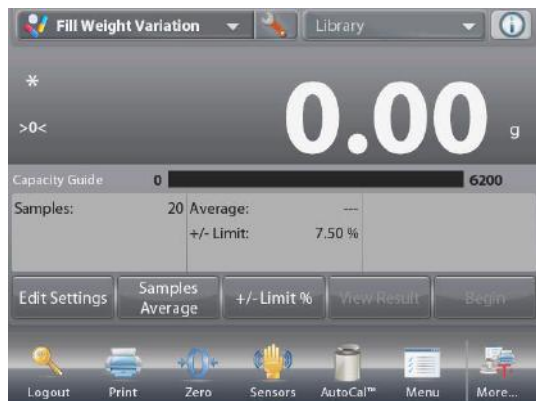 Fill Weight Variation
Library
*
>0<
0.00 g
Capacity Guide 0 6200
Samples: 20 Average: ---
+/- Limit: 7.50 %
Edit Settings
Samples
Average
+/-Limit %
View Result
Begin
Logout Print Zero Sensors AutoCal™ Menu More...